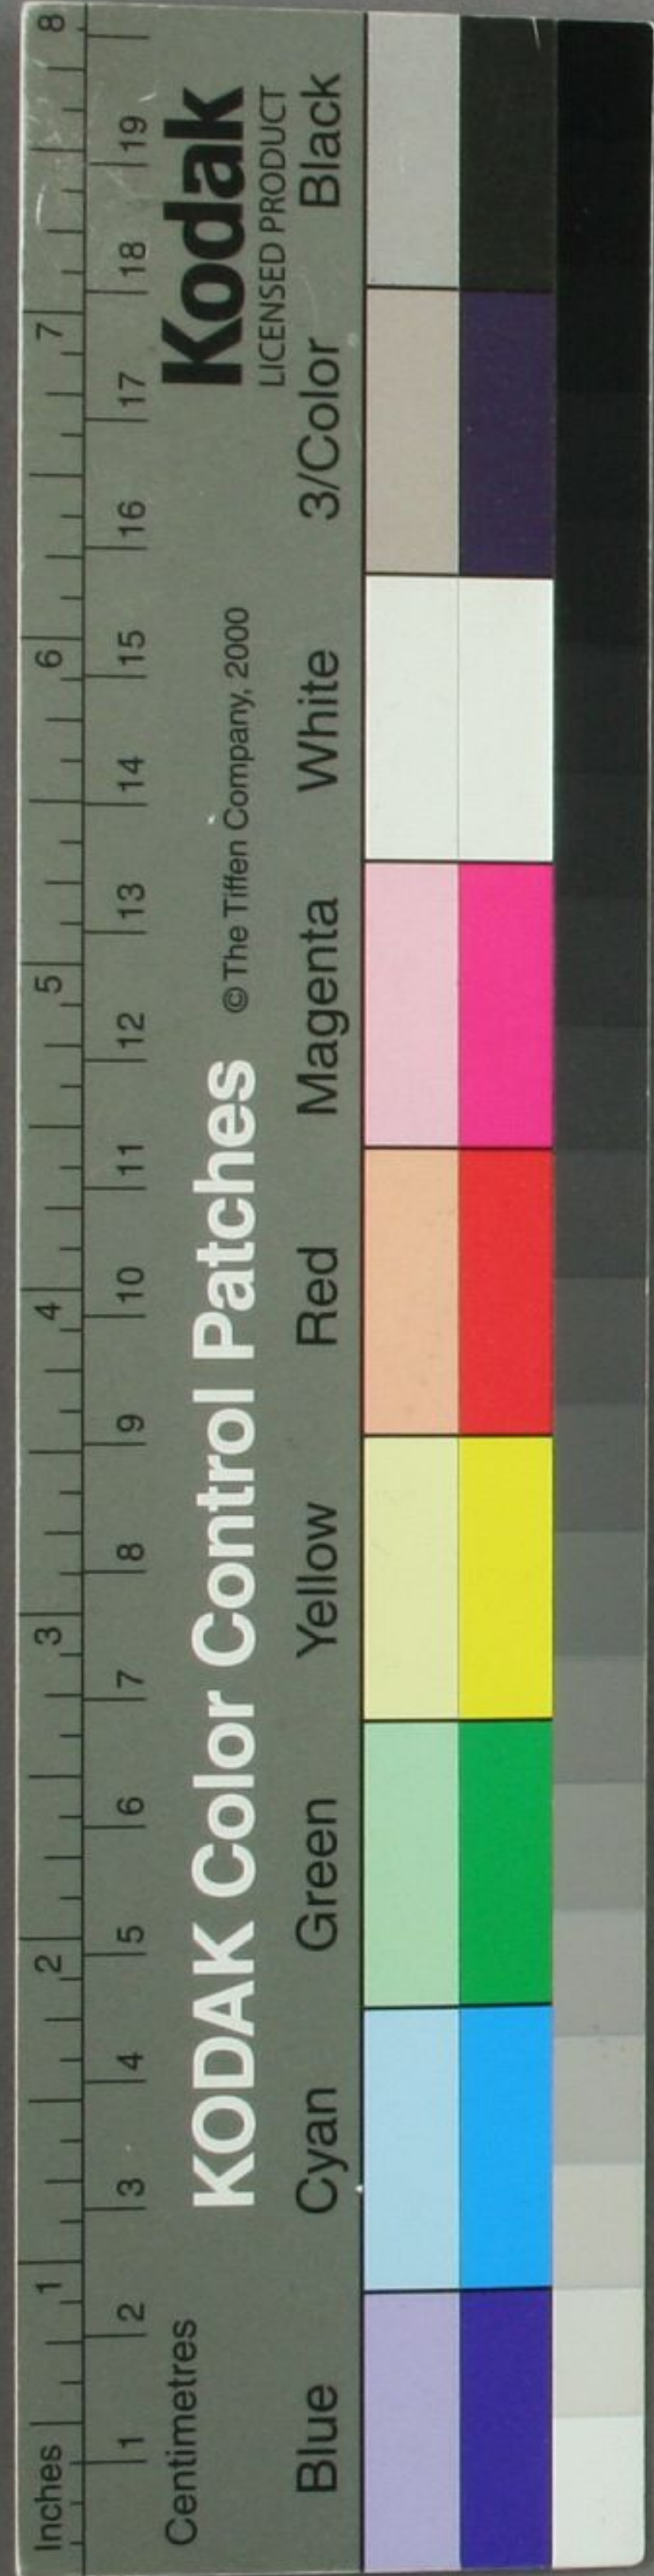 Inches 1 2 3 4 5 6 7 8
1 2 3 4 5 6 7 8 9 10 11 12 13 14 15 16 17 18 19
Centimetres
KODAK Color Control Patches © The Tiffen Company, 2000 Kodak
LICENSED PRODUCT
Blue Cyan Green Yellow Red Magenta White 3/Color Black